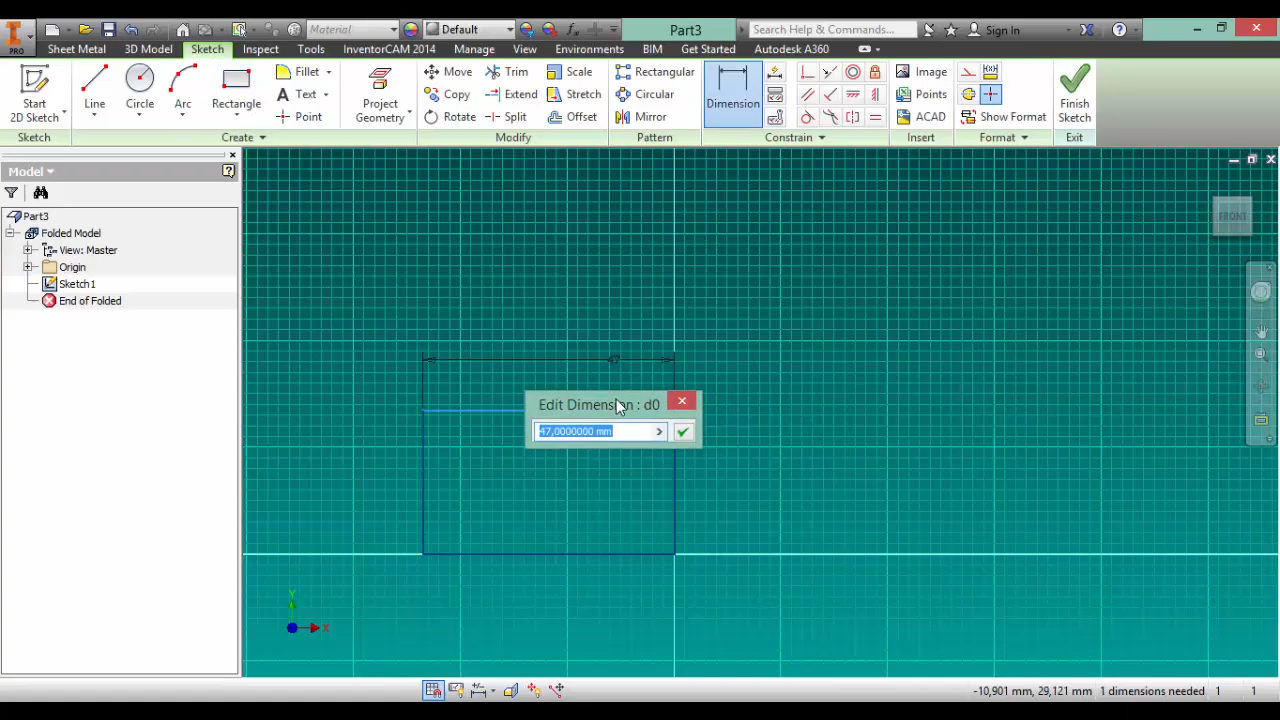 Material
Default
Part3
Search Help & Commands...
Sign In
PRO
Sheet Metal
3D Model
Sketch
Inspect
Tools
InventorCAM 2014
Manage
View
Environments
BIM
Get Started
Autodesk A360
Start
2D Sketch
Line
Circle
Arc
Rectangle
Fillet
Text
Point
Project
Geometry
Move
Trim
Scale
Copy
Extend
Stretch
Rotate
Split
Offset
Rectangular
Circular
Mirror
Dimension
Image
Points
ACAD
Show Format
Finish
Sketch
Sketch
Create
Modify
Pattern
Constrain
Insert
Format
Exit
Model
Part3
Folded Model
View: Master
Origin
Sketch1
End of Folded
FRONT
47
Edit Dimension : d0
47,0000000 mm
Y
X
-10,901 mm, 29,121 mm
1 dimensions needed
1
1